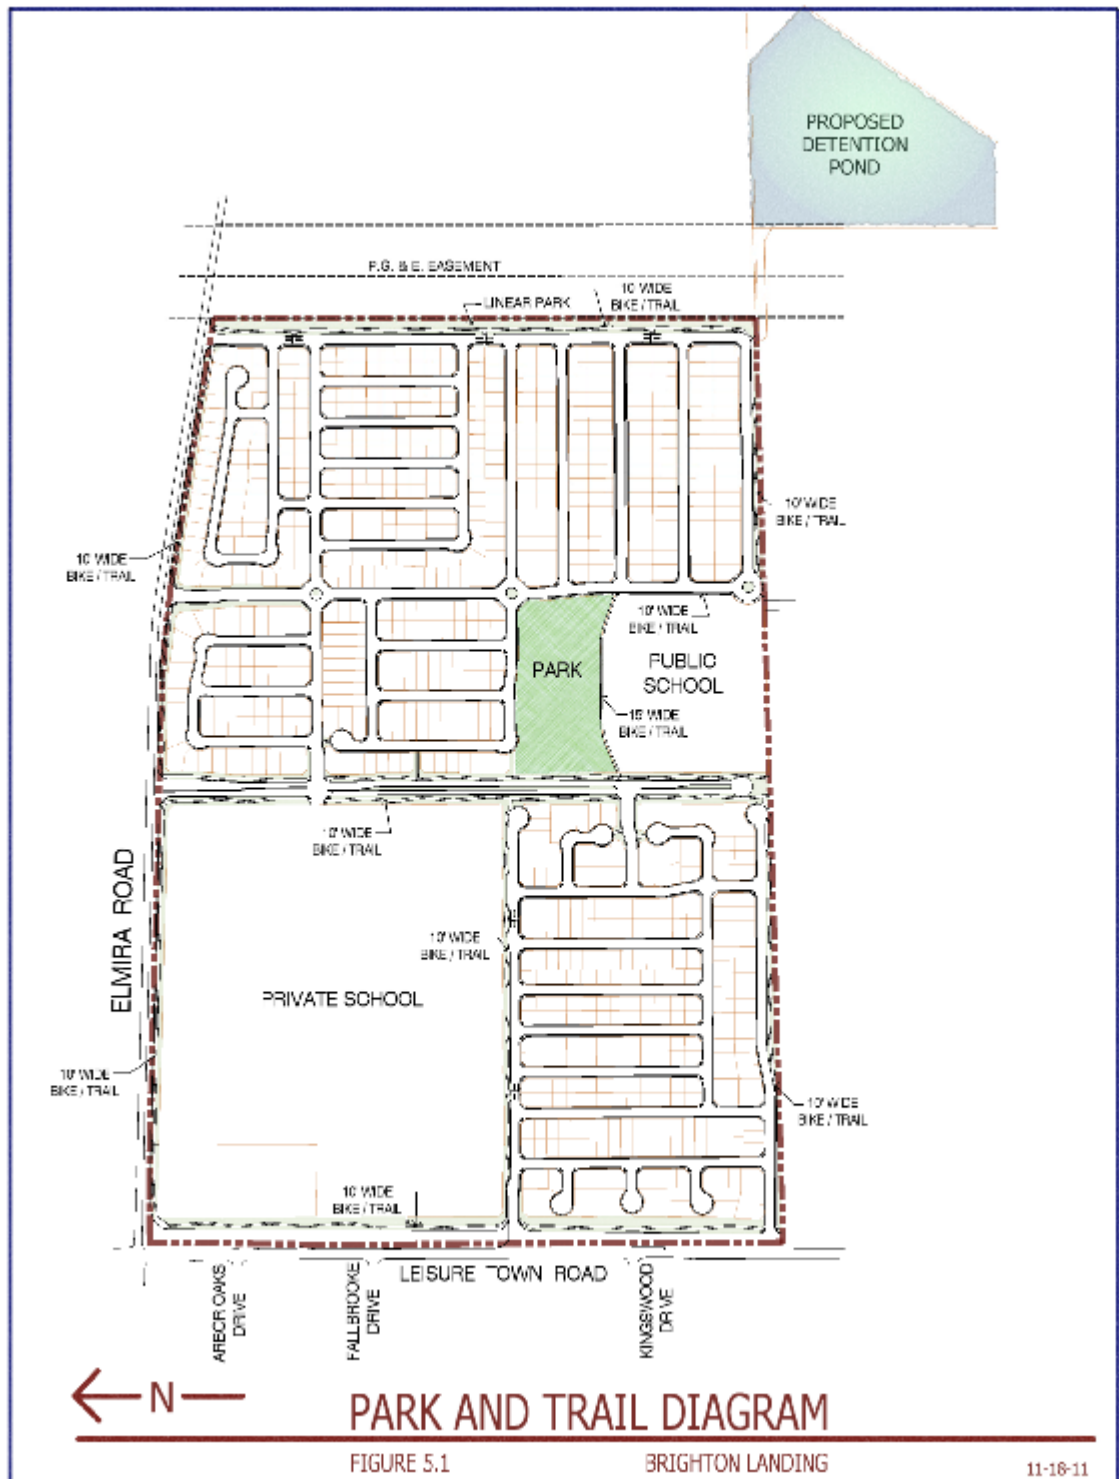 PROPOSED
DETENTION
POND
P.G. & E. EASEMENT
LINEAR PARK
10' WIDE
BIKE / TRAIL
10' WIDE
BIKE / TRAIL
10' WIDE
BIKE / TRAIL
10' WIDE
BIKE / TRAIL
PARK
PUBLIC
SCHOOL
15' WIDE
BIKE / TRAIL
10' WIDE
BIKE / TRAIL
ELMIRA ROAD
10' WIDE
BIKE / TRAIL
PRIVATE SCHOOL
10' WIDE
BIKE / TRAIL
10' WIDE
BIKE / TRAIL
10' WIDE
BIKE / TRAIL
LEISURE TOWN ROAD
ARBOR OAKS
DRIVE
FALLBROOKE
DRIVE
KINGSWOOD
DRIVE
N
PARK AND TRAIL DIAGRAM
FIGURE 5.1
BRIGHTON LANDING
11-18-11